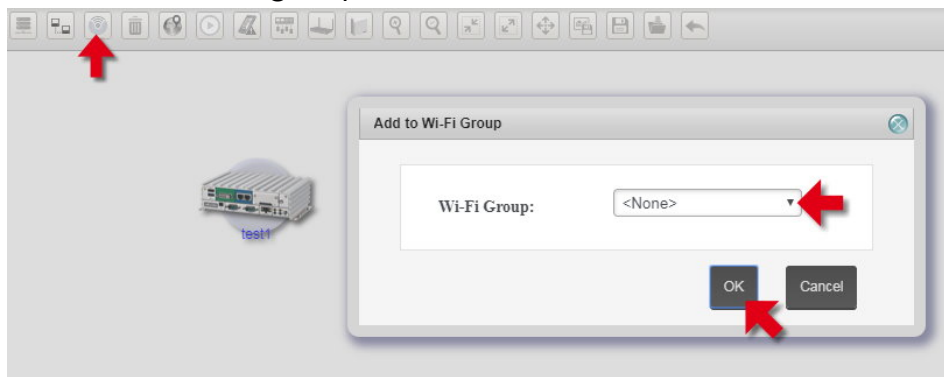 Add to Wi-Fi Group
Wi-Fi Group:
<None>
test1
OK
Cancel